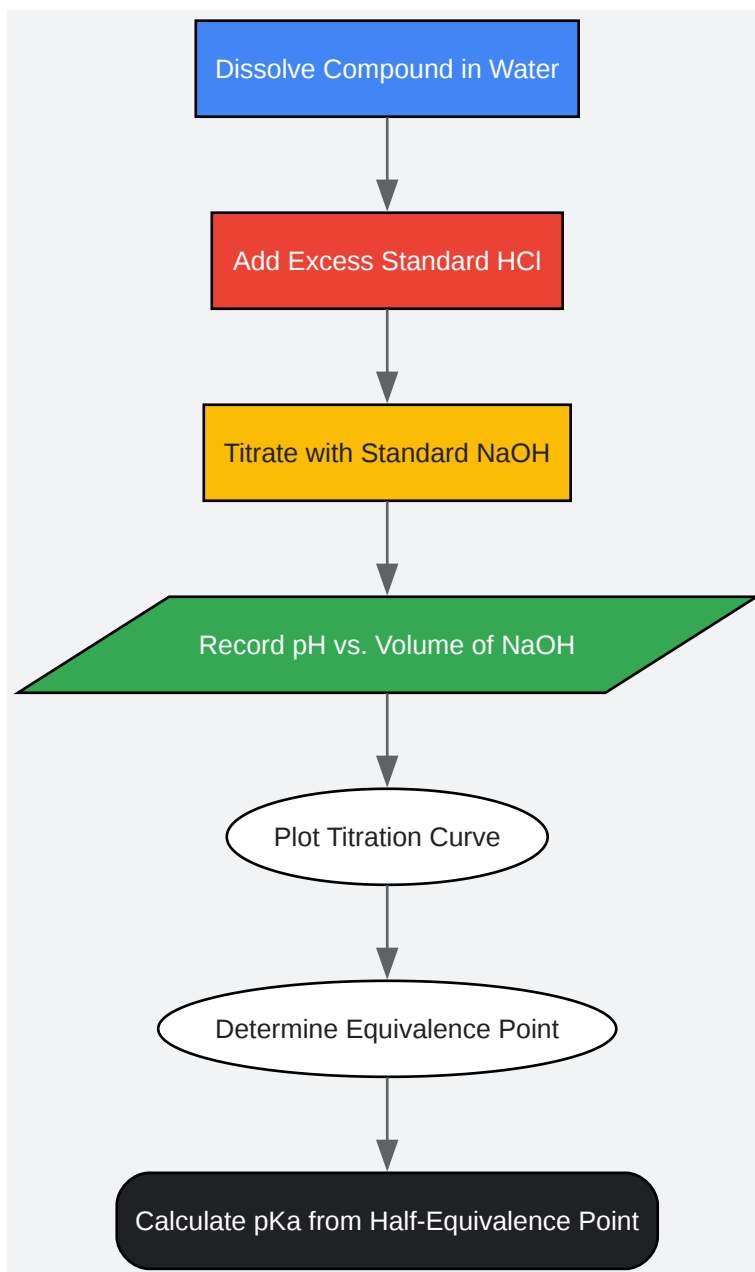 Dissolve Compound in Water
Add Excess Standard HCl
Titrate with Standard NaOH
Record pH vs. Volume of NaOH
Plot Titration Curve
Determine Equivalence Point
Calculate pKa from Half-Equivalence Point